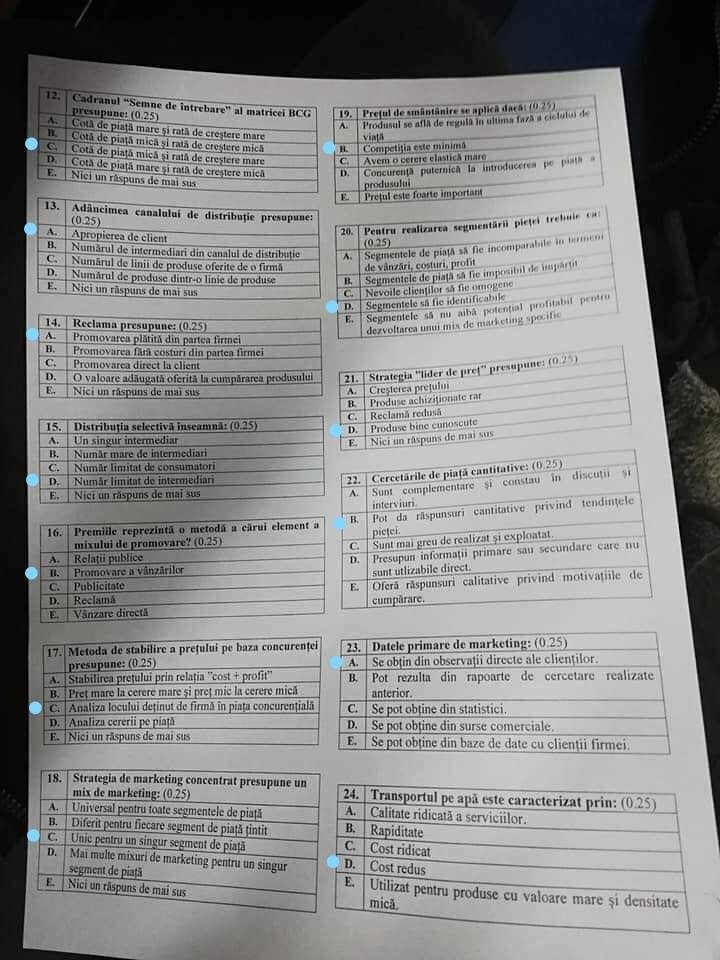 12. Cadranul "Semne de întrebare" al matricei BCG
presupune: (0.25)
A. Cotă de piață mare și rată de creștere mare
B. Cotă de piață mică și rată de creștere mică
C. Cotă de piață mică și rată de creștere mare
D. Cotă de piață mare și rată de creștere mică
E. Nici un răspuns de mai sus
13. Adâncimea canalului de distribuție presupune:
(0.25)
A. Apropierea de client
B. Numărul de intermediari din canalul de distribuție
C. Numărul de linii de produse oferite de o firmă
D. Numărul de produse dintr-o linie de produse
E. Nici un răspuns de mai sus
14. Reclama presupune: (0.25)
A. Promovarea plătită din partea firmei
B. Promovarea fără costuri din partea firmei
C. Promovarea direct la client
D. O valoare adăugată oferită la cumpărarea produsului
E. Nici un răspuns de mai sus
15. Distribuția selectivă înseamnă: (0.25)
A. Un singur intermediar
B. Număr mare de intermediari
C. Număr limitat de consumatori
D. Număr limitat de intermediari
E. Nici un răspuns de mai sus
16. Premiile reprezintă o metodă a cărui element a
mixului de promovare? (0.25)
A. Relații publice
B. Promovare a vânzărilor
C. Publicitate
D. Reclamă
E. Vânzare directă
17. Metoda de stabilire a prețului pe baza concurenței
presupune: (0.25)
A. Stabilirea prețului prin relația "cost + profit"
B. Preț mare la cerere mare și preț mic la cerere mică
C. Analiza locului deținut de firmă în piața concurențială
D. Analiza cererii pe piață
E. Nici un răspuns de mai sus
18. Strategia de marketing concentrat presupune un
mix de marketing: (0.25)
A. Universal pentru toate segmentele de piață
B. Diferit pentru fiecare segment de piață țintit
C. Unic pentru un singur segment de piață
D. Mai multe mixuri de marketing pentru un singur
segment de piață
E. Nici un răspuns de mai sus
19. Prețul de smântânire se aplică dacă: (0.25)
A. Produsul se află de regulă în ultima fază a ciclului de
viață
B. Competiția este minimă
C. Avem o cerere elastică mare
D. Concurență puternică la introducerea pe piață a
produsului
E. Prețul este foarte important
20. Pentru realizarea segmentării pieței trebuie ca:
(0.25)
A. Segmentele de piață să fie incomparabile în termeni
de vânzări, costuri, profit
B. Segmentele de piață să fie imposibil de împărțit
C. Nevoile clienților să fie omogene
D. Segmentele să fie identificabile
E. Segmentele să nu aibă potențial profitabil pentru
dezvoltarea unui mix de marketing specific
21. Strategia "lider de preț" presupune: (0.25)
A. Creșterea prețului
B. Produse achiziționate rar
C. Reclamă redusă
D. Produse bine cunoscute
E. Nici un răspuns de mai sus
22. Cercetările de piață cantitative: (0.25)
A. Sunt complementare și constau în discuții și
interviuri.
B. Pot da răspunsuri cantitative privind tendințele
pieței.
C. Sunt mai greu de realizat și exploatat.
D. Presupun informații primare sau secundare care nu
sunt utlizabile direct.
E. Oferă răspunsuri calitative privind motivațiile de
cumpărare.
23. Datele primare de marketing: (0.25)
A. Se obțin din observații directe ale clienților.
B. Pot rezulta din rapoarte de cercetare realizate
anterior.
C. Se pot obține din statistici.
D. Se pot obține din surse comerciale.
E. Se pot obține din baze de date cu clienții firmei.
24. Transportul pe apă este caracterizat prin: (0.25)
A. Calitate ridicată a serviciilor.
B. Rapiditate
C. Cost ridicat
D. Cost redus
E. Utilizat pentru produse cu valoare mare și densitate
mică.